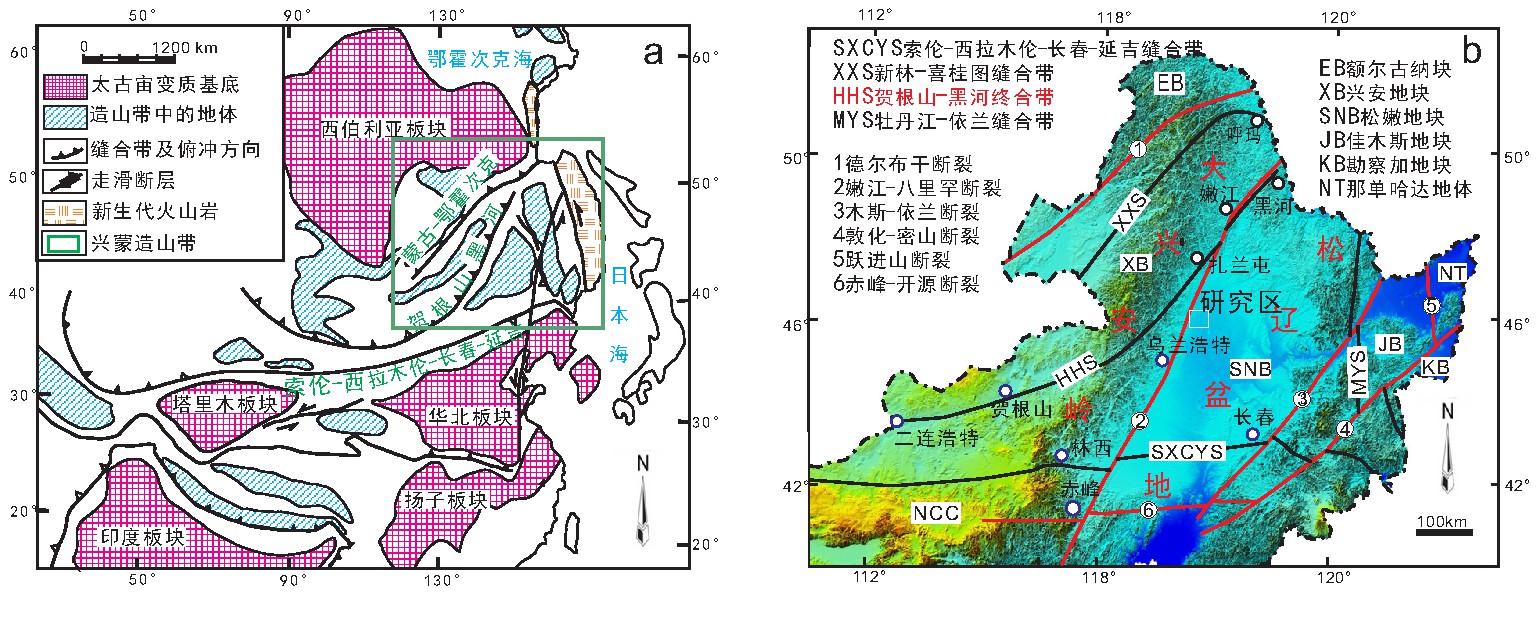 50°
90°
130°
a
60°
50°
40°
30°
20°
0
1200 km
太古宙变质基底
造山带中的地体
缝合带及俯冲方向
走滑断层
新生代火山岩
兴蒙造山带
鄂霍次克海
西伯利亚板块
蒙古-鄂霍次克
贺根山
黑河
日本海
索伦-西拉木伦-长春-延吉
塔里木板块
华北板块
扬子板块
印度板块
N
60°
50°
40°
30°
20°
50°
90°
130°
112°
118°
120°
b
SXCYS索伦-西拉木伦-长春-延吉缝合带
XXS新林-喜桂图缝合带
HHS贺根山-黑河终合带
MYS牡丹江-依兰缝合带
1德尔布干断裂
2嫩江-八里罕断裂
3木斯-依兰断裂
4敦化-密山断裂
5跃进山断裂
6赤峰-开源断裂
EB额尔古纳块
XB兴安地块
SNB松嫩地块
JB佳木斯地块
KB勘察加地块
NT那单哈达地体
50°
46°
42°
50°
46°
42°
EB
呼玛
1
大兴安岭
嫩江
黑河
XXS
XB
扎兰屯
松辽盆地
NT
5
研究区
乌兰浩特
SNB
MYS
JB
KB
HHS
贺根山
二连浩特
2
3
4
长春
林西
SXCYS
赤峰
6
NCC
N
100km
112°
118°
120°